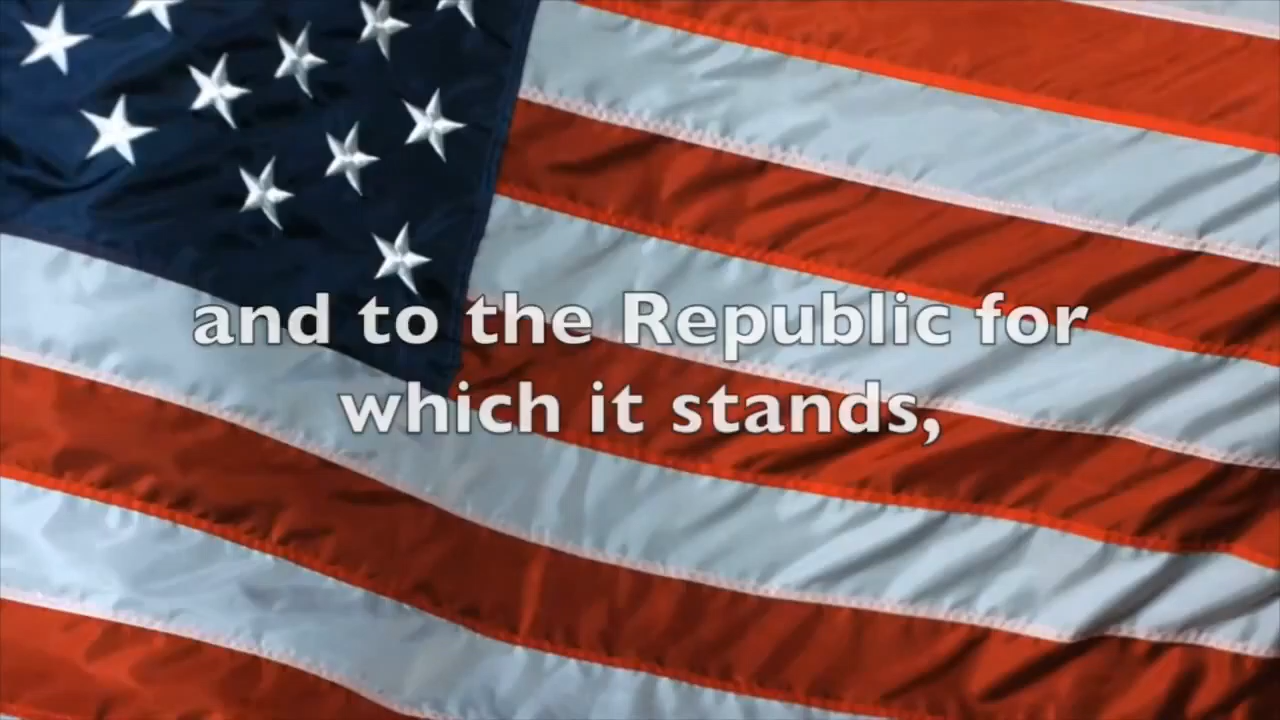 and to the Republic for
which it stands,